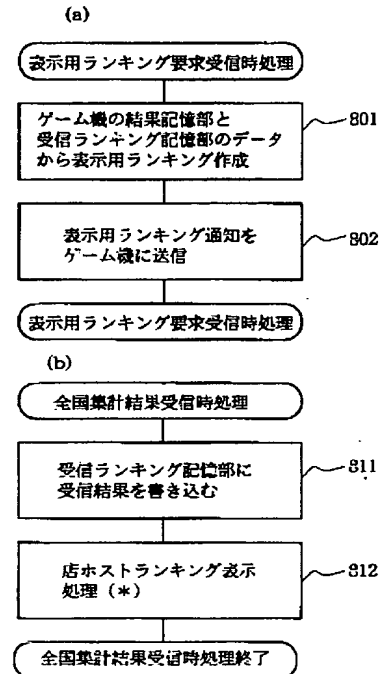 (a)
表示用ランキング要求受信時処理
ゲーム機の結果記憶部と
受信ランキング記憶部のデータ
から表示用ランキング作成
801
表示用ランキング通知を
ゲーム機に送信
802
表示用ランキング要求受信時処理
(b)
全国集計結果受信時処理
受信ランキング記憶部に
受信結果を書き込む
811
店ホストランキング表示
処理(*)
812
全国集計結果受信時処理終了